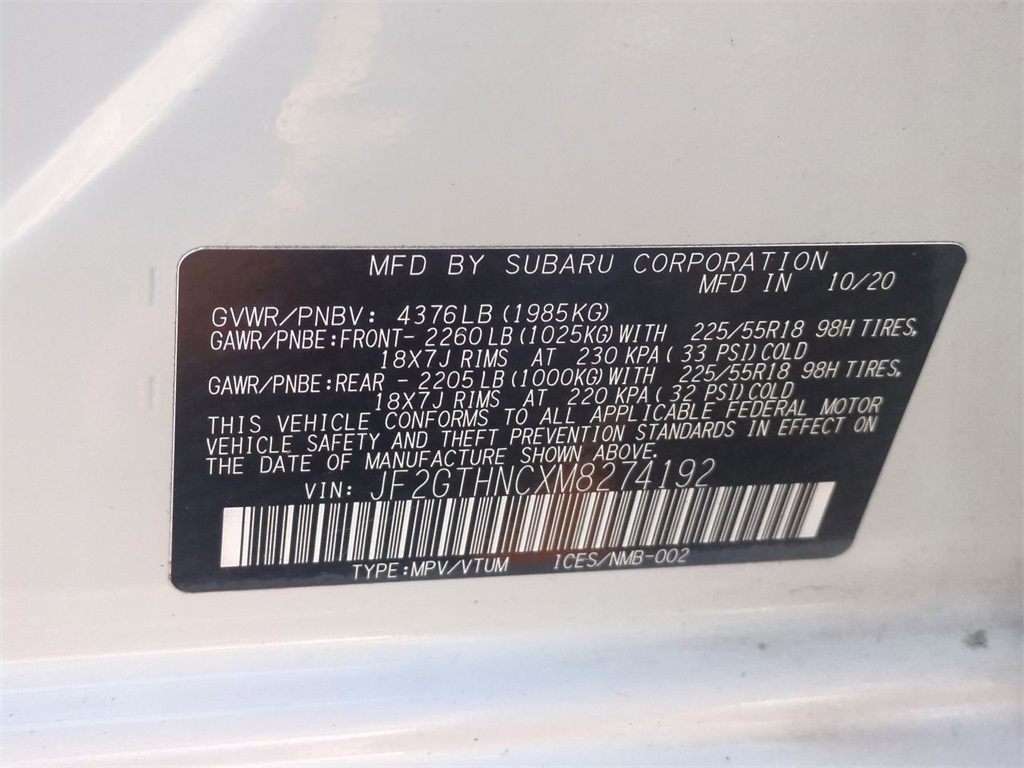 MFD BY SUBARU CORPORATION
MFD IN 10/20
GVWR/PNBV: 4376LB(1985KG)
GAWR/PNBE:FRONT- 2260LB(1025KG)WITH 225/55R18 98H TIRES,
18X7J RIMS AT 230 KPA( 33 PSI)COLD
GAWR/PNBE:REAR - 2205LB(1000KG)WITH 225/55R18 98H TIRES,
18X7J RIMS AT 220 KPA( 32 PSI)COLD
THIS VEHICLE CONFORMS TO ALL APPLICABLE FEDERAL MOTOR
VEHICLE SAFETY AND THEFT PREVENTION STANDARDS IN EFFECT ON
THE DATE OF MANUFACTURE SHOWN ABOVE.
VIN: JF2GTHNCXM8274192
TYPE:MPV/VTUM ICES/NMB-002